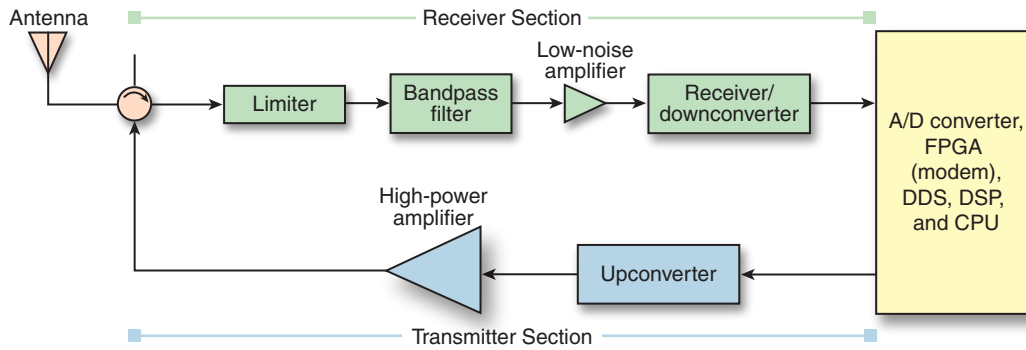 Receiver Section
Antenna
Low-noise
amplifier
Limiter
Bandpass
filter
Receiver/
downconverter
A/D converter,
FPGA
(modem),
DDS, DSP,
and CPU
High-power
amplifier
Upconverter
Transmitter Section